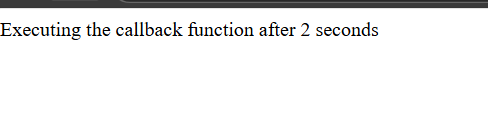 Executing the callback function after 2 seconds